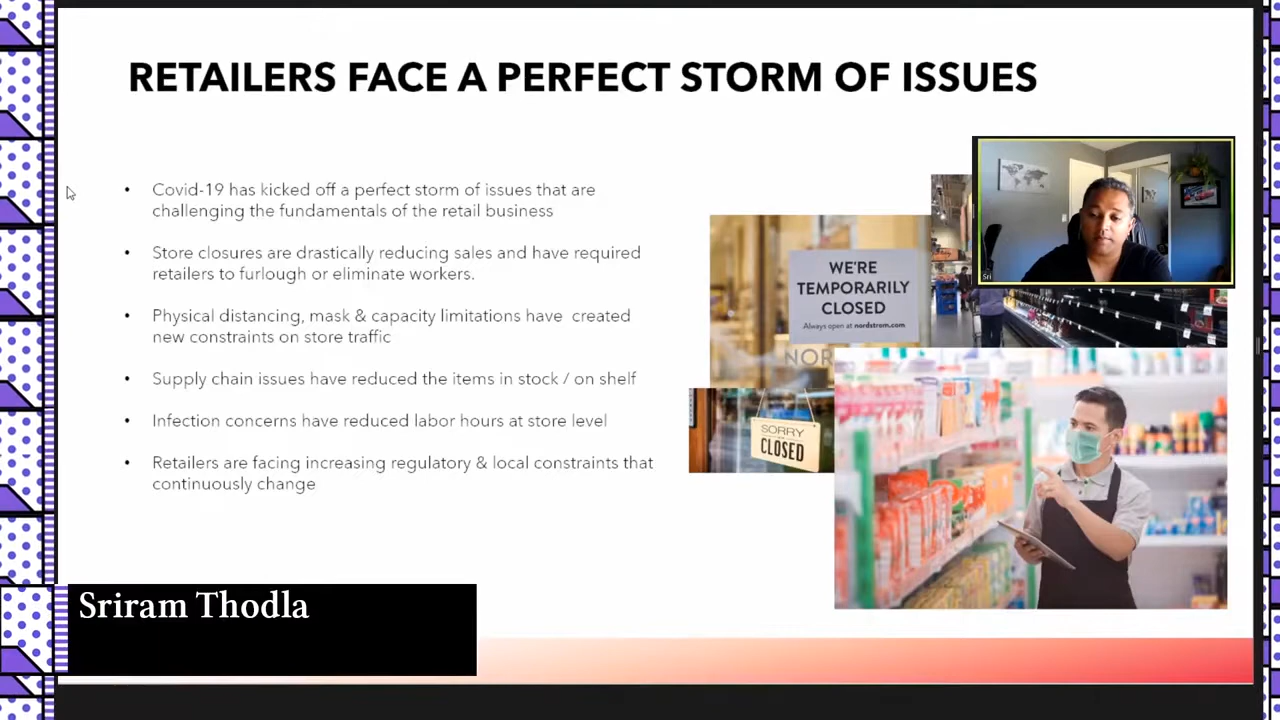 RETAILERS FACE A PERFECT STORM OF ISSUES
• Covid-19 has kicked off a perfect storm of issues that are
challenging the fundamentals of the retail business
• Store closures are drastically reducing sales and have required
retailers to furlough or eliminate workers.
• Physical distancing, mask & capacity limitations have created
new constraints on store traffic
• Supply chain issues have reduced the items in stock / on shelf
• Infection concerns have reduced labor hours at store level
• Retailers are facing increasing regulatory & local constraints that
continuously change
WE'RE
TEMPORARILY
CLOSED
Always open at nordstrom.com
NOR
SORRY
CLOSED
Sri
Sriram Thodla